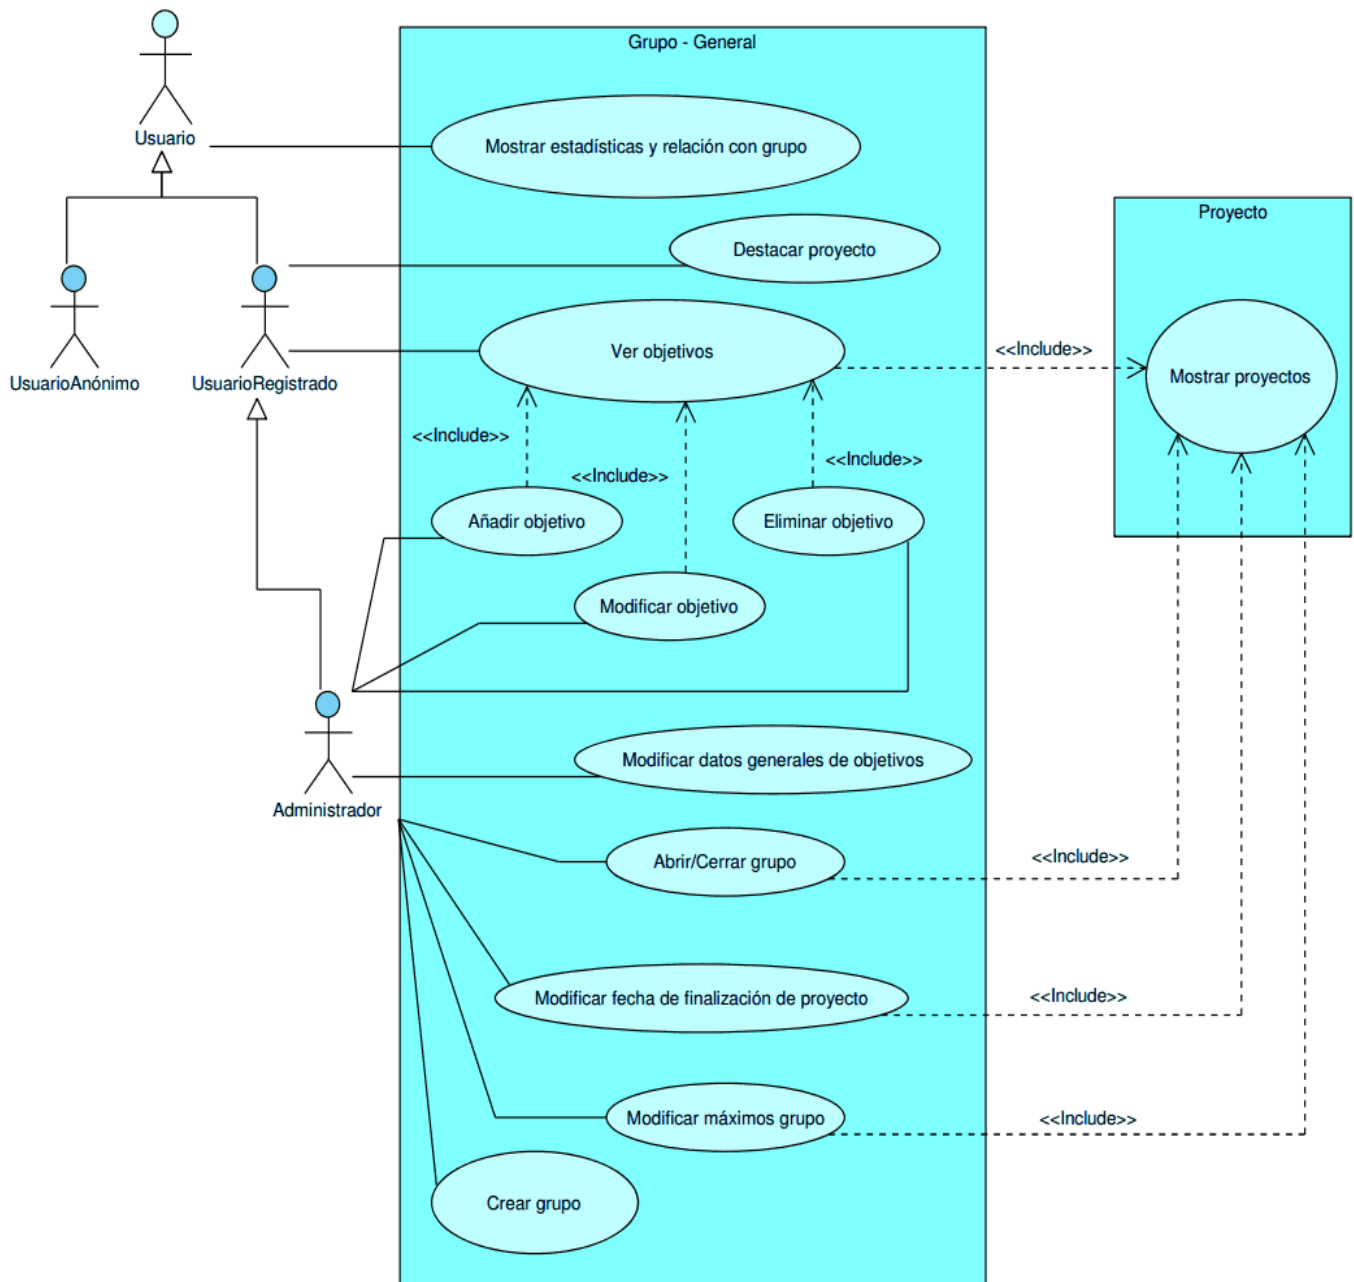 Grupo - General
Usuario
Mostrar estadísticas y relación con grupo
Proyecto
Destacar proyecto
Ver objetivos
<<Include>>
Mostrar proyectos
UsuarioAnónimo
UsuarioRegistrado
<<Include>>
<<Include>>
<<Include>>
Añadir objetivo
Eliminar objetivo
Modificar objetivo
Modificar datos generales de objetivos
Administrador
Abrir/Cerrar grupo
<<Include>>
Modificar fecha de finalización de proyecto
<<Include>>
Modificar máximos grupo
<<Include>>
Crear grupo